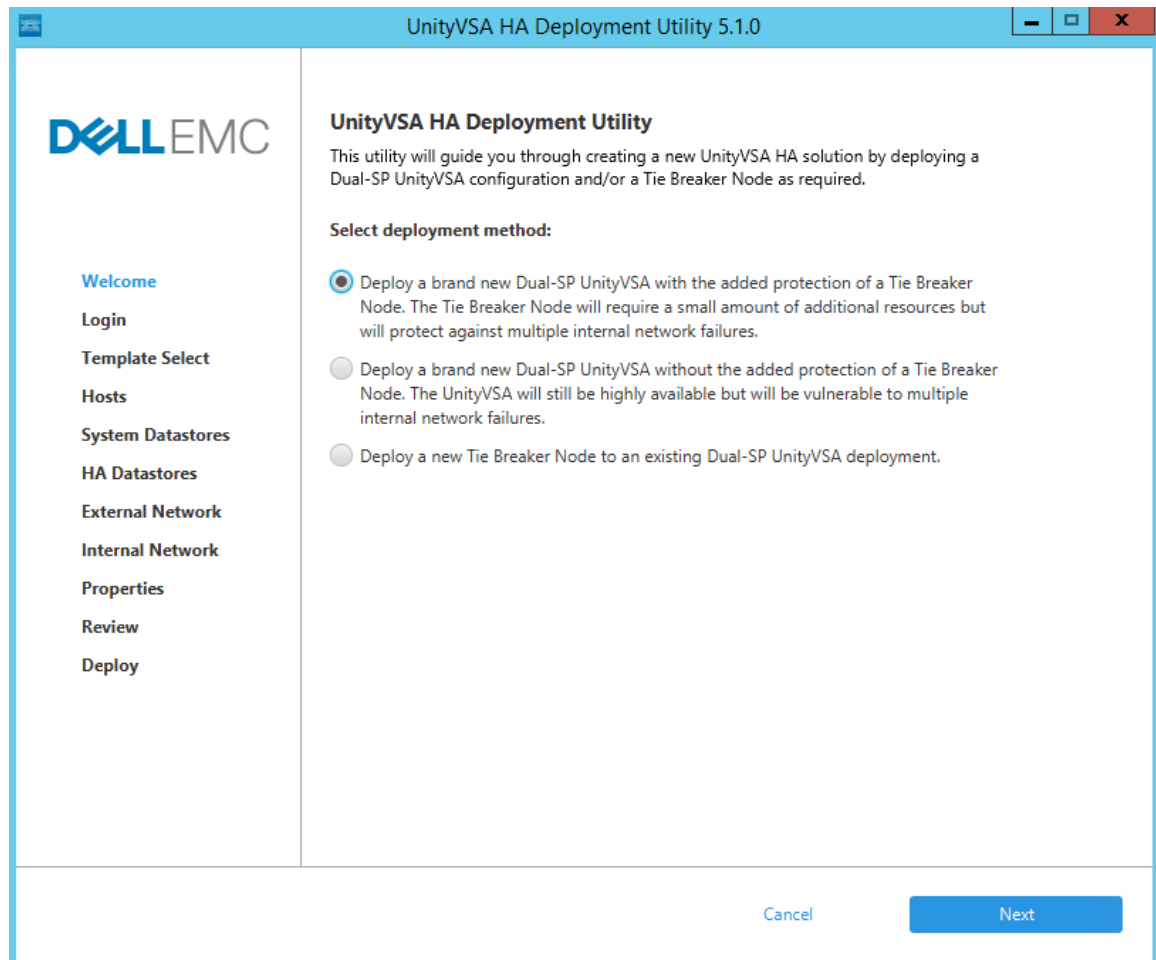 UnityVSA HA Deployment Utility 5.1.0
X
DELLEMC
UnityVSA HA Deployment Utility
This utility will guide you through creating a new UnityVSA HA solution by deploying a
Dual-SP UnityVSA configuration and/or a Tie Breaker Node as required.
Select deployment method:
Welcome
Login
Template Select
Hosts
System Datastores
HA Datastores
External Network
Internal Network
Properties
Review
Deploy
Deploy a brand new Dual-SP UnityVSA with the added protection of a Tie Breaker
Node. The Tie Breaker Node will require a small amount of additional resources but
will protect against multiple internal network failures.
Deploy a brand new Dual-SP UnityVSA without the added protection of a Tie Breaker
Node. The UnityVSA will still be highly available but will be vulnerable to multiple
internal network failures.
Deploy a new Tie Breaker Node to an existing Dual-SP UnityVSA deployment.
Cancel
Next